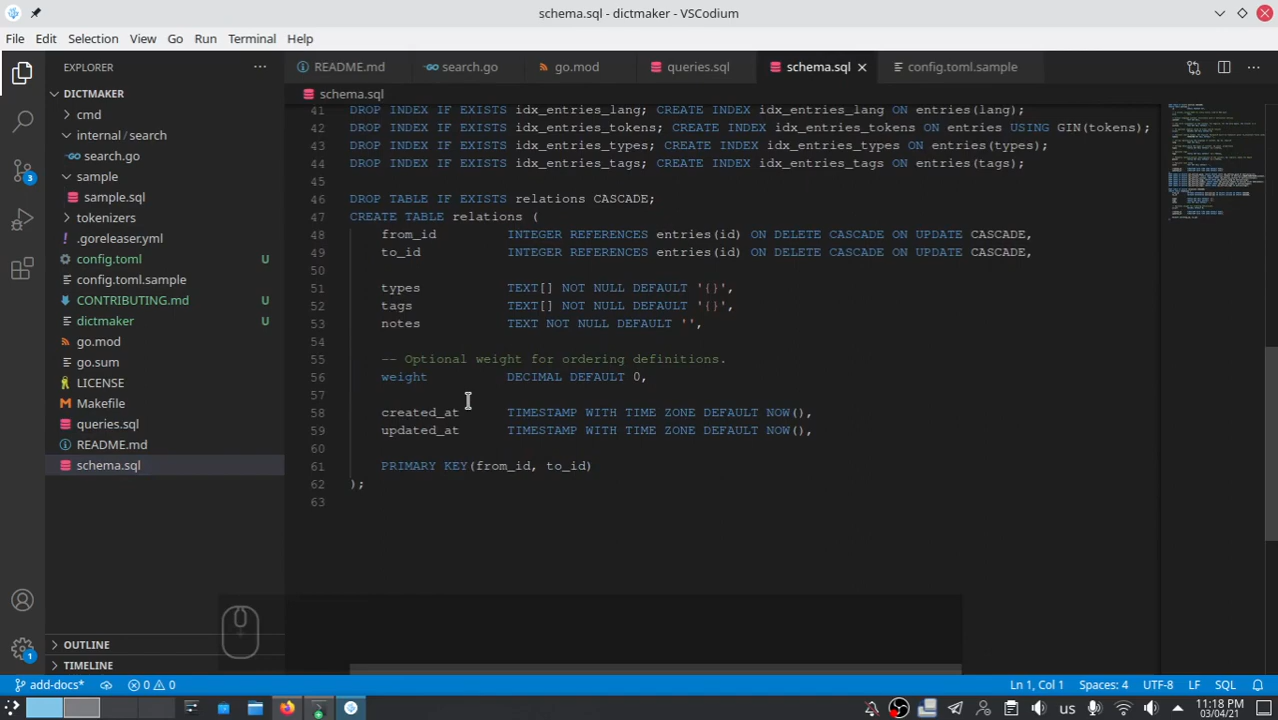 schema.sql - dictmaker - VSCodium
File Edit Selection View Go Run Terminal Help
EXPLORER
README.md search.go go.mod queries.sql schema.sql config.toml.sample
DICTMAKER
schema.sql
cmd
internal / search
search.go
sample
sample.sql
tokenizers
.goreleaser.yml
config.toml U
config.toml.sample
CONTRIBUTING.md U
dictmaker U
go.mod
go.sum
LICENSE
Makefile
queries.sql
README.md
schema.sql
OUTLINE
TIMELINE
3
1
41 DROP INDEX IF EXISTS idx_entries_lang; CREATE INDEX idx_entries_lang ON entries(lang);
42 DROP INDEX IF EXISTS idx_entries_tokens; CREATE INDEX idx_entries_tokens ON entries USING GIN(tokens);
43 DROP INDEX IF EXISTS idx_entries_types; CREATE INDEX idx_entries_types ON entries(types);
44 DROP INDEX IF EXISTS idx_entries_tags; CREATE INDEX idx_entries_tags ON entries(tags);
45
46 DROP TABLE IF EXISTS relations CASCADE;
47 CREATE TABLE relations (
48 from_id INTEGER REFERENCES entries(id) ON DELETE CASCADE ON UPDATE CASCADE,
49 to_id INTEGER REFERENCES entries(id) ON DELETE CASCADE ON UPDATE CASCADE,
50
51 types TEXT[] NOT NULL DEFAULT '{}',
52 tags TEXT[] NOT NULL DEFAULT '{}',
53 notes TEXT NOT NULL DEFAULT '',
54
55 -- Optional weight for ordering definitions.
56 weight DECIMAL DEFAULT 0,
57
58 created_at TIMESTAMP WITH TIME ZONE DEFAULT NOW(),
59 updated_at TIMESTAMP WITH TIME ZONE DEFAULT NOW(),
60
61 PRIMARY KEY(from_id, to_id)
62 );
63
add-docs* 0 0 Ln 1, Col 1 Spaces: 4 UTF-8 LF SQL
us 11:18 PM
03/04/21